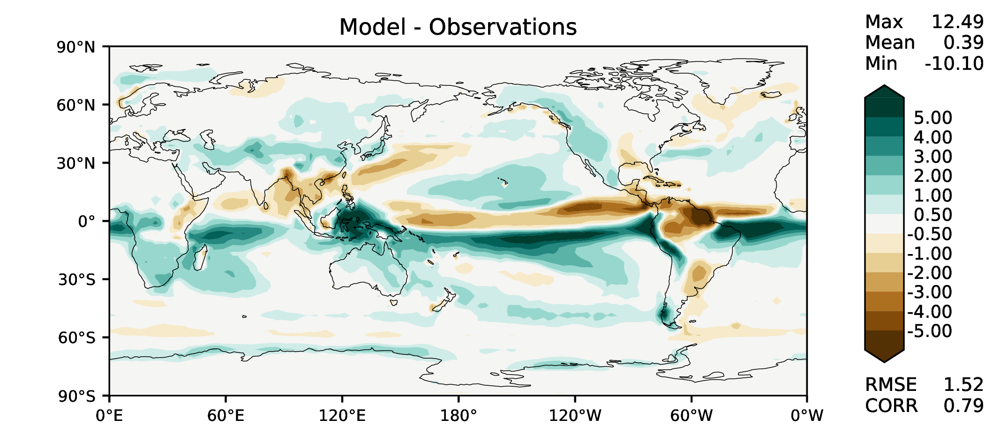 Model - Observations
Max 12.49
Mean 0.39
Min -10.10
90°N
60°N
30°N
0°
30°S
60°S
90°S
0°E 60°E 120°E 180° 120°W 60°W 0°W
5.00
4.00
3.00
2.00
1.00
0.50
-0.50
-1.00
-2.00
-3.00
-4.00
-5.00
RMSE 1.52
CORR 0.79